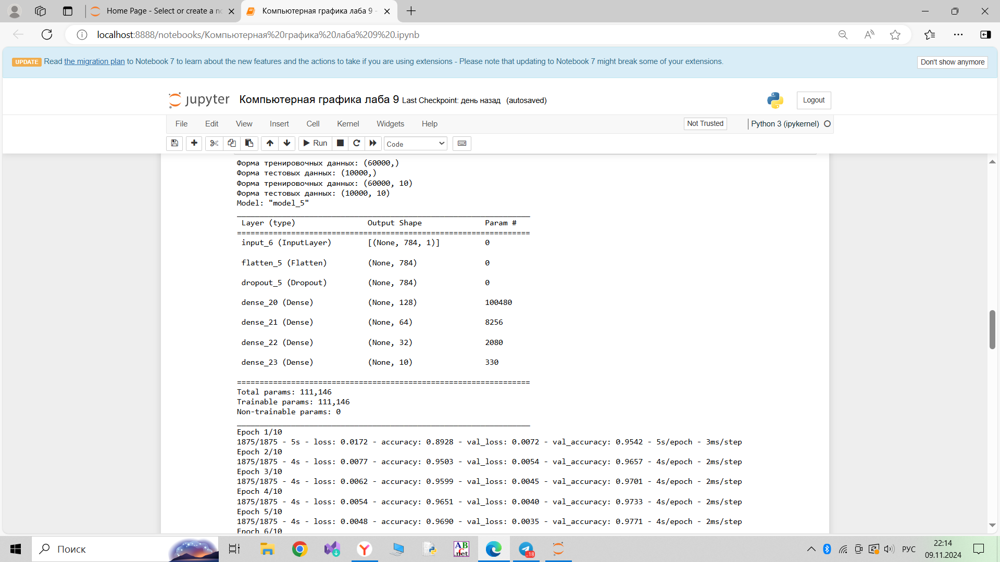 Home Page - Select or create a no
Компьютерная графика лаба 9 -
localhost:8888/notebooks/Компьютерная%20графика%20лаба%209%20.ipynb
UPDATE Read the migration plan to Notebook 7 to learn about the new features and the actions to take if you are using extensions - Please note that updating to Notebook 7 might break some of your extensions.
Don't show anymore
jupyter Компьютерная графика лаба 9 Last Checkpoint: день назад (autosaved)
Logout
File Edit View Insert Cell Kernel Widgets Help
Not Trusted
Python 3 (ipykernel)
Run
Code
Форма тренировочных данных: (60000,)
Форма тестовых данных: (10000,)
Форма тренировочных данных: (60000, 10)
Форма тестовых данных: (10000, 10)
Model: "model_5"
_________________________________________________________________
Layer (type) Output Shape Param #
=================================================================
input_6 (InputLayer) [(None, 784, 1)] 0
flatten_5 (Flatten) (None, 784) 0
dropout_5 (Dropout) (None, 784) 0
dense_20 (Dense) (None, 128) 100480
dense_21 (Dense) (None, 64) 8256
dense_22 (Dense) (None, 32) 2080
dense_23 (Dense) (None, 10) 330
=================================================================
Total params: 111,146
Trainable params: 111,146
Non-trainable params: 0
_________________________________________________________________
Epoch 1/10
1875/1875 - 5s - loss: 0.0172 - accuracy: 0.8928 - val_loss: 0.0072 - val_accuracy: 0.9542 - 5s/epoch - 3ms/step
Epoch 2/10
1875/1875 - 4s - loss: 0.0077 - accuracy: 0.9503 - val_loss: 0.0054 - val_accuracy: 0.9657 - 4s/epoch - 2ms/step
Epoch 3/10
1875/1875 - 4s - loss: 0.0062 - accuracy: 0.9599 - val_loss: 0.0045 - val_accuracy: 0.9701 - 4s/epoch - 2ms/step
Epoch 4/10
1875/1875 - 4s - loss: 0.0054 - accuracy: 0.9651 - val_loss: 0.0040 - val_accuracy: 0.9733 - 4s/epoch - 2ms/step
Epoch 5/10
1875/1875 - 4s - loss: 0.0048 - accuracy: 0.9690 - val_loss: 0.0035 - val_accuracy: 0.9771 - 4s/epoch - 2ms/step
Epoch 6/10
Поиск
ABC.net
..18
РУС
22:14
09.11.2024